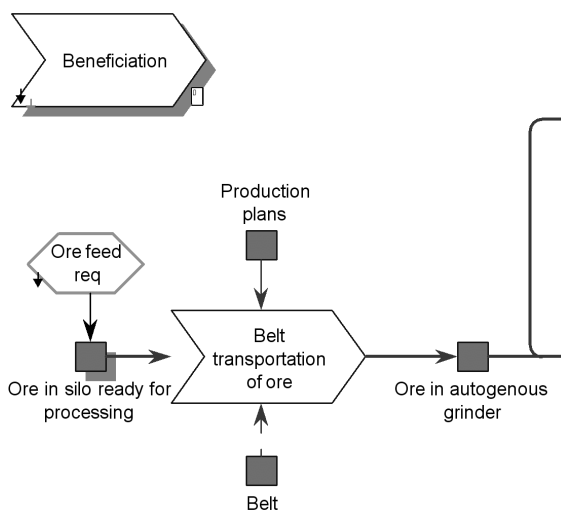 Beneficiation
Production
plans
Ore feed
req
Belt
transportation
of ore
Ore in silo ready for
processing
Ore in autogenous
grinder
Belt